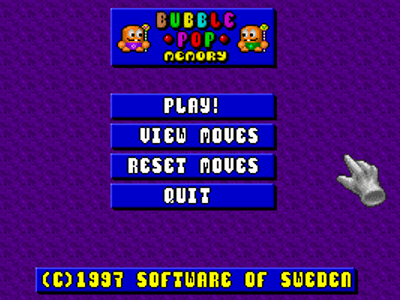 BUBBLE
POP
MEMORY
PLAY!
VIEW MOVES
RESET MOVES
QUIT
(C)1997 SOFTWARE OF SWEDEN